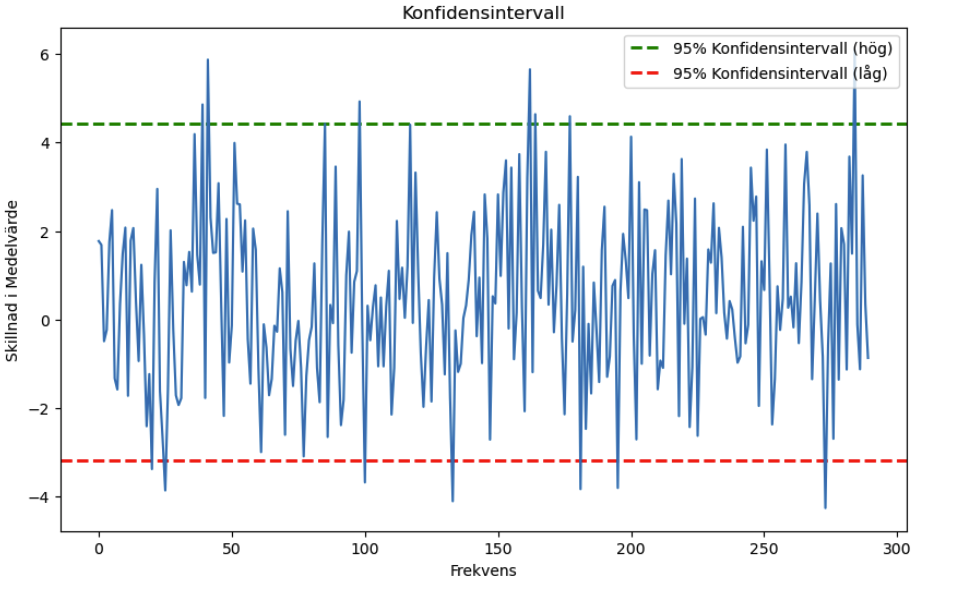 Konfidensintervall
95% Konfidensintervall (hög)
95% Konfidensintervall (låg)
6
4
2
0
−2
−4
Skillnad i Medelvärde
0 50 100 150 200 250 300
Frekvens